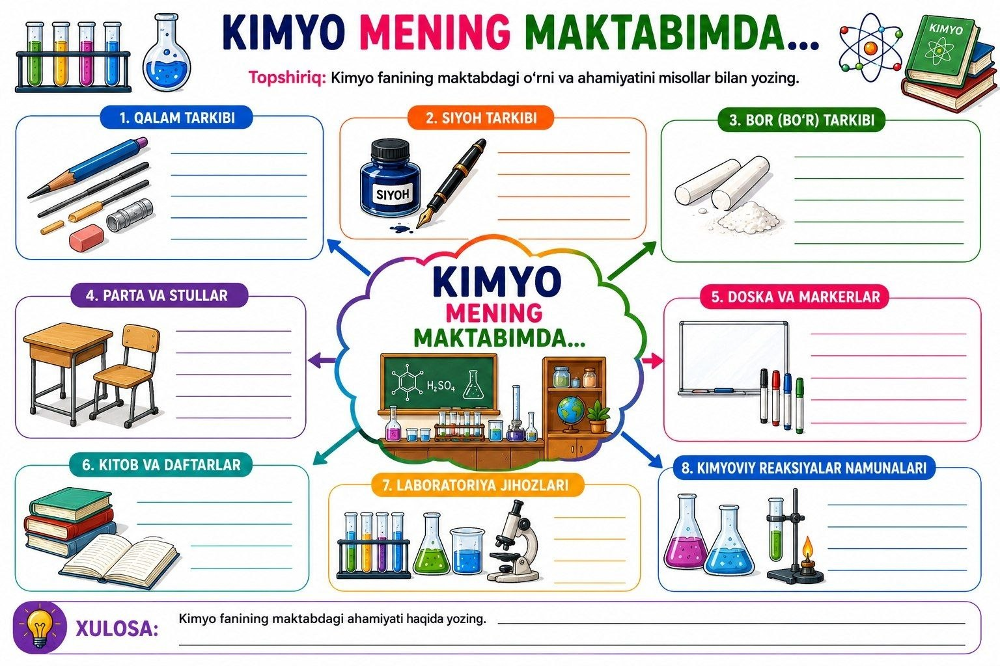 KIMYO MENING MAKTABIMDA...
KIMYO
Topshiriq: Kimyo fanining maktabdagi o‘rni va ahamiyatini misollar bilan yozing.
1. QALAM TARKIBI
2. SIYOH TARKIBI
SIYOH
3. BOR (BO‘R) TARKIBI
KIMYO
MENING
MAKTABIMDA...
H₂SO₄
4. PARTA VA STULLAR
5. DOSKA VA MARKERLAR
6. KITOB VA DAFTARLAR
7. LABORATORIYA JIHOZLARI
8. KIMYOVIY REAKSIYALAR NAMUNALARI
XULOSA:
Kimyo fanining maktabdagi ahamiyati haqida yozing.